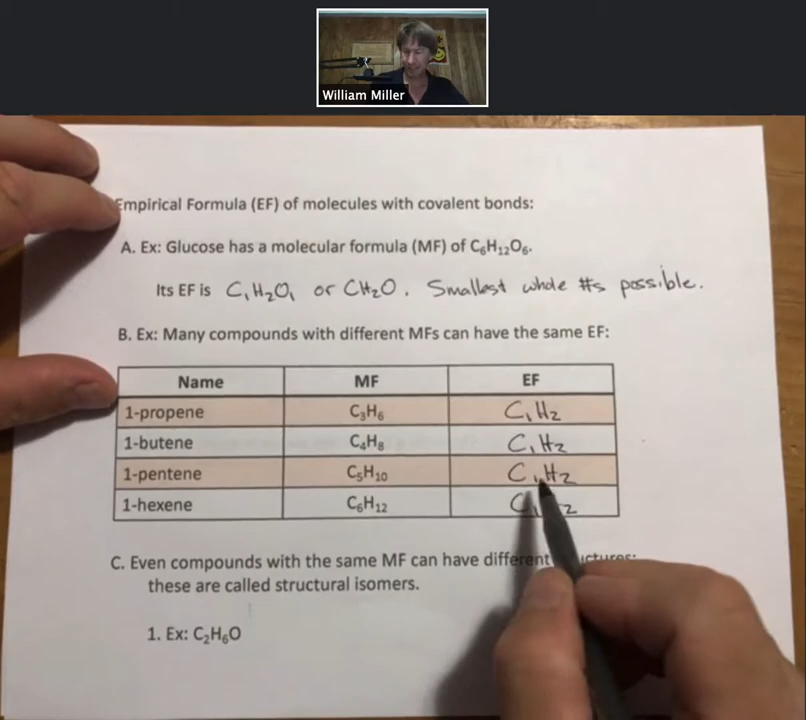 William Miller
Empirical Formula (EF) of molecules with covalent bonds:
A. Ex: Glucose has a molecular formula (MF) of C₆H₁₂O₆.
Its EF is C₁H₂O₁ or CH₂O. Smallest whole #s possible.
B. Ex: Many compounds with different MFs can have the same EF:
Name MF EF
1-propene C₃H₆ C₁H₂
1-butene C₄H₈ C₁H₂
1-pentene C₅H₁₀ C₁H₂
1-hexene C₆H₁₂
C. Even compounds with the same MF can have different structures:
these are called structural isomers.
1. Ex: C₂H₆O